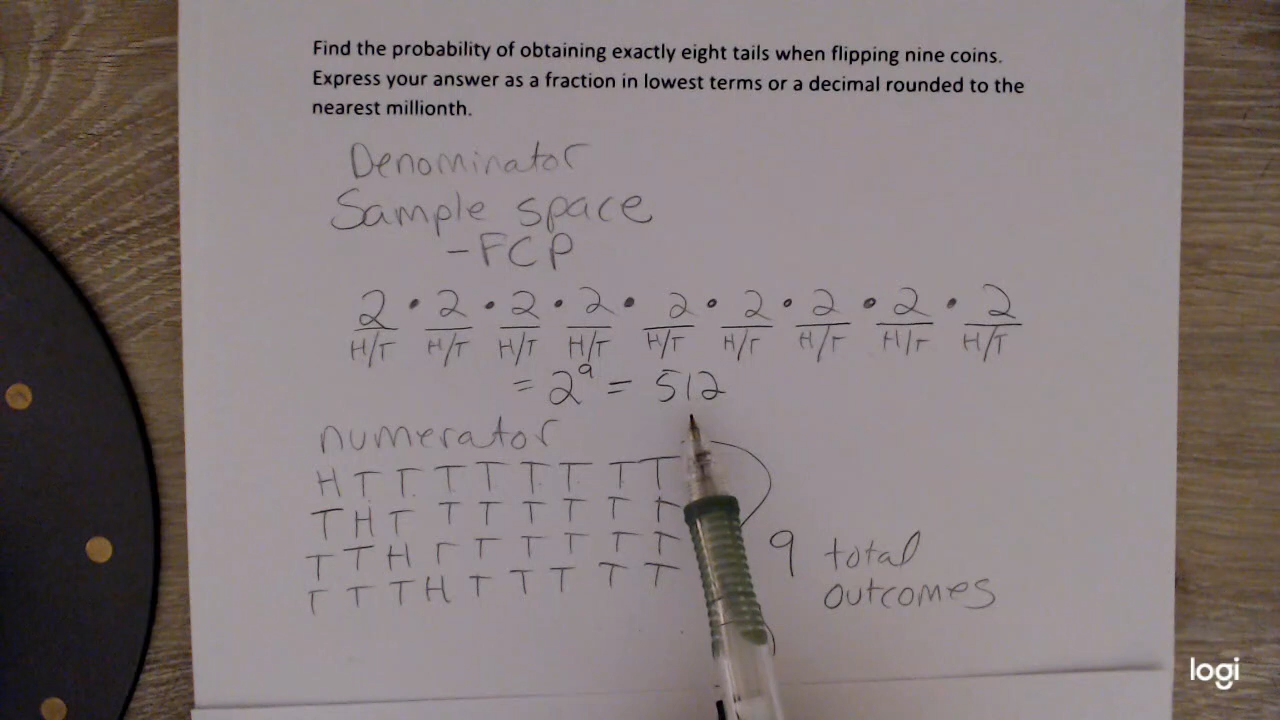 Find the probability of obtaining exactly eight tails when flipping nine coins.
Express your answer as a fraction in lowest terms or a decimal rounded to the
nearest millionth.
Denominator
Sample space
- FCP
2 • 2 • 2 • 2 • 2 • 2 • 2 • 2 • 2
H/T H/T H/T H/T H/T H/T H/T H/T H/T
= 2⁹ = 512
numerator
H T T T T T T T T
T H T T T T T T T
T T H T T T T T T
T T T H T T T T T
9 total
outcomes
logi